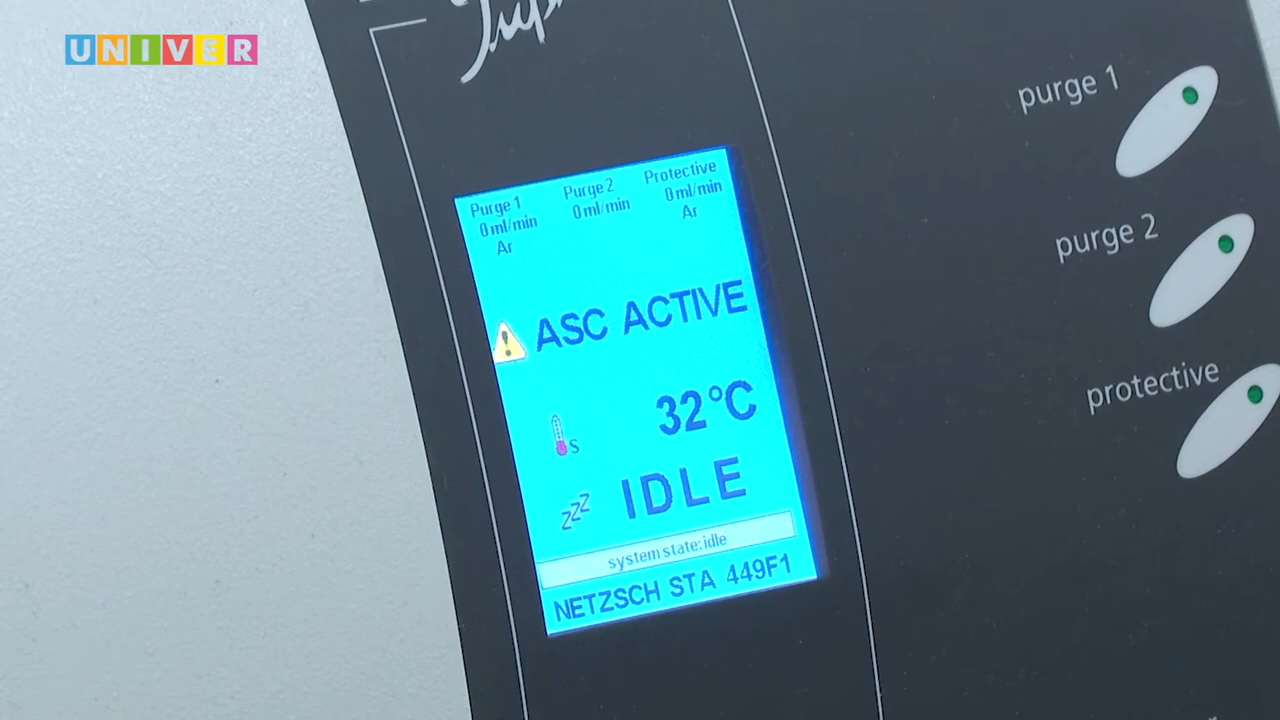 UNIVER
purge 1
Purge 1
0 ml/min
Ar
Purge 2
0 ml/min
Protective
0 ml/min
Ar
purge 2
ASC ACTIVE
protective
32°C
S
zzz
IDLE
system state: idle
NETZSCH STA 449F1